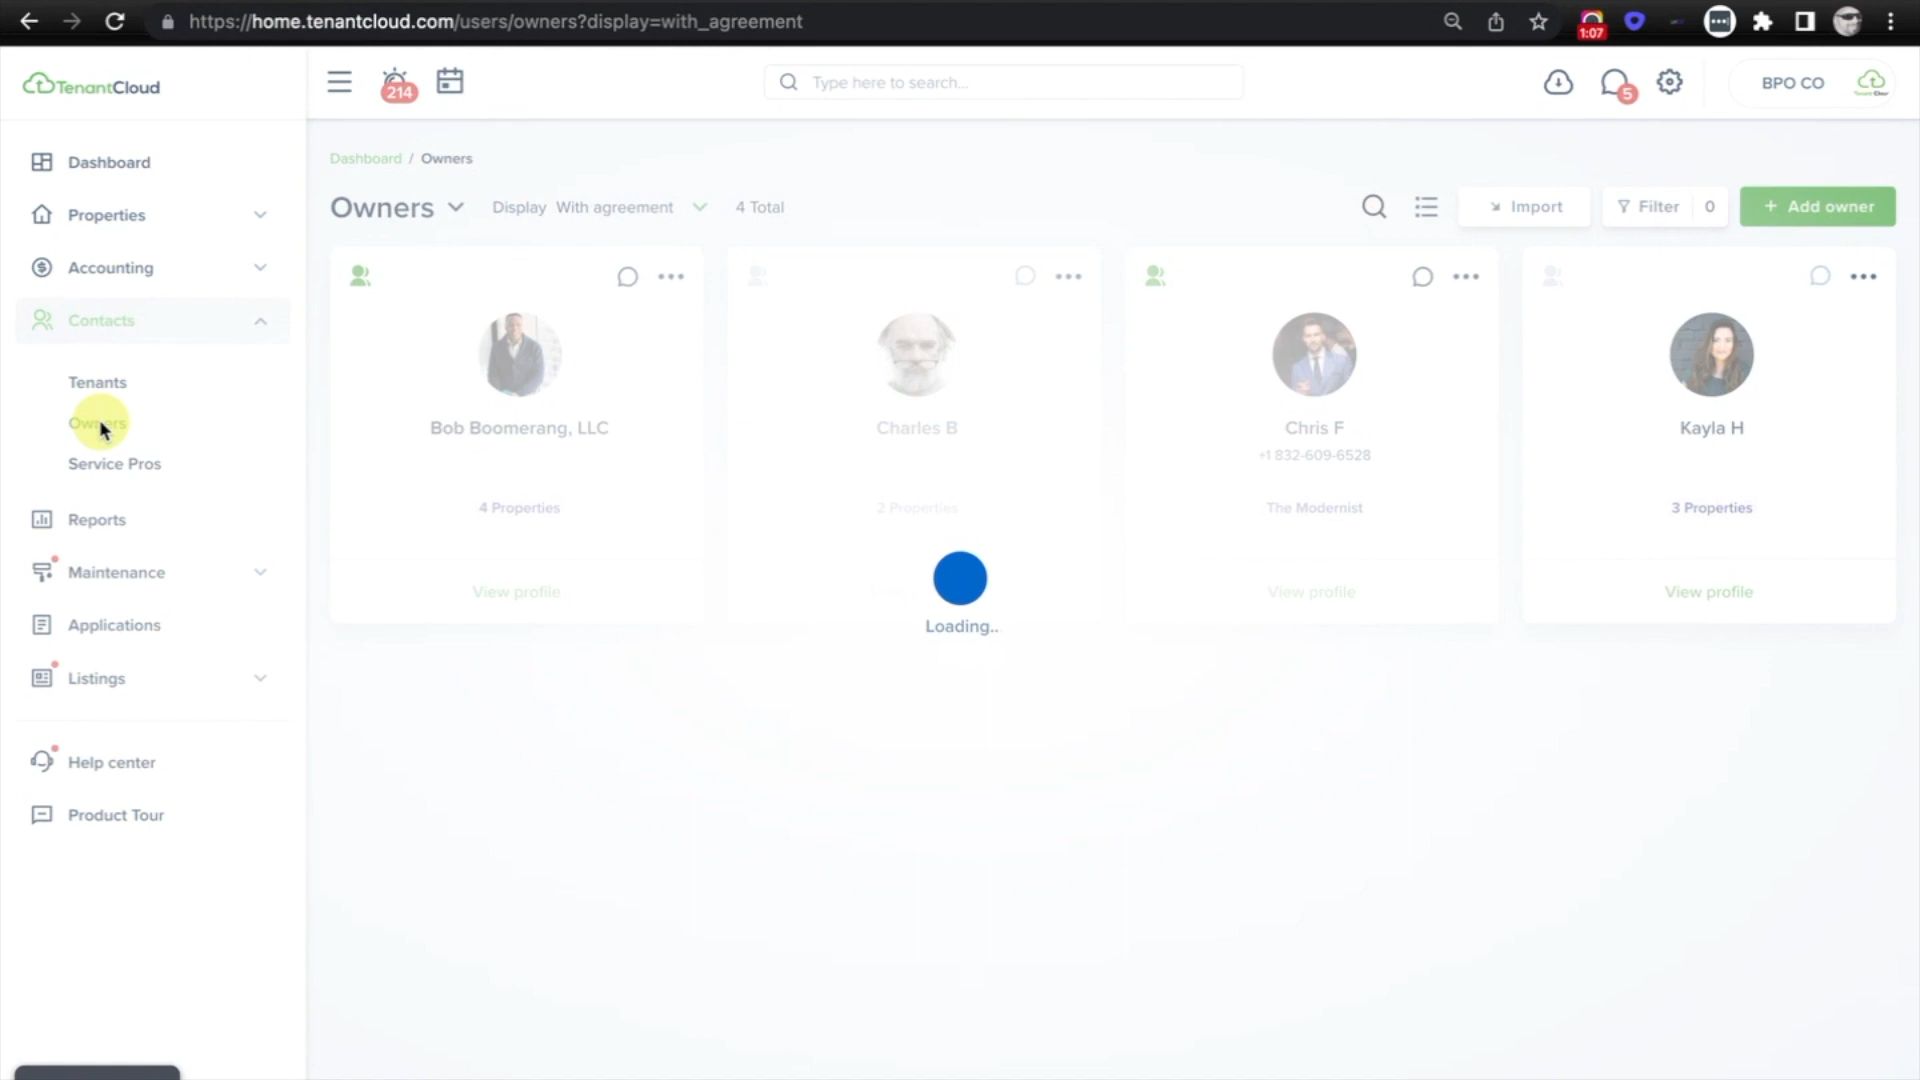 https://home.tenantcloud.com/users/owners?display=with_agreement
1:07
TenantCloud
214
Type here to search...
5
BPO CO
Dashboard
Properties
Accounting
Contacts
Tenants
Owners
Service Pros
Reports
Maintenance
Applications
Listings
Help center
Product Tour
Dashboard / Owners
Owners Display With agreement 4 Total
Import
Filter 0
+ Add owner
Bob Boomerang, LLC
4 Properties
View profile
Charles B
2 Properties
Chris F
+1 832-609-6528
The Modernist
View profile
Kayla H
3 Properties
View profile
Loading...